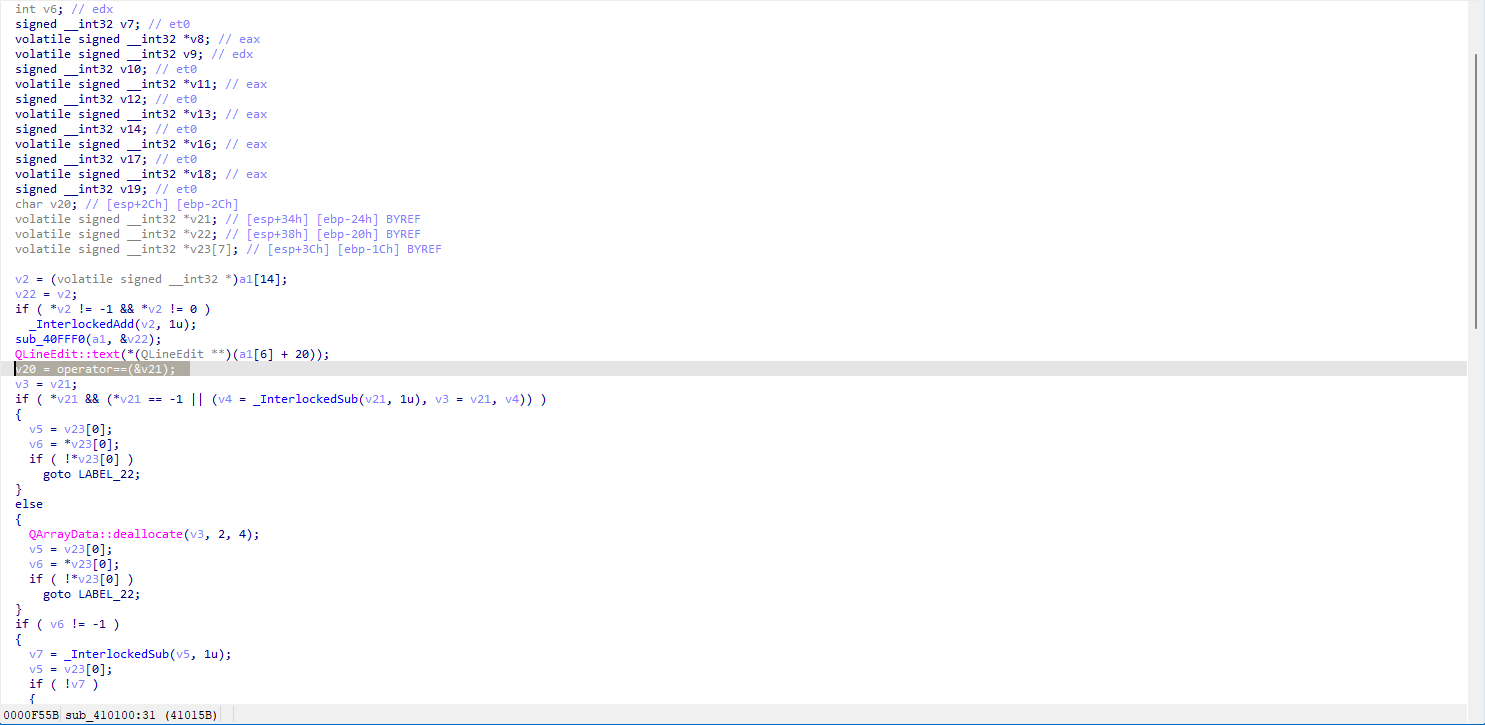 int v6; // edx
signed __int32 v7; // et0
volatile signed __int32 *v8; // eax
volatile signed __int32 v9; // edx
signed __int32 v10; // et0
volatile signed __int32 *v11; // eax
signed __int32 v12; // et0
volatile signed __int32 *v13; // eax
signed __int32 v14; // et0
volatile signed __int32 *v16; // eax
signed __int32 v17; // et0
volatile signed __int32 *v18; // eax
signed __int32 v19; // et0
char v20; // [esp+2Ch] [ebp-2Ch]
volatile signed __int32 *v21; // [esp+34h] [ebp-24h] BYREF
volatile signed __int32 *v22; // [esp+38h] [ebp-20h] BYREF
volatile signed __int32 *v23[7]; // [esp+3Ch] [ebp-1Ch] BYREF
v2 = (volatile signed __int32 *)a1[14];
v22 = v2;
if ( *v2 != -1 && *v2 != 0 )
_InterlockedAdd(v2, 1u);
sub_40FFF0(a1, &v22);
QLineEdit::text(*(QLineEdit **)(a1[6] + 20));
v20 = operator==(&v21);
v3 = v21;
if ( *v21 && (*v21 == -1 || (v4 = _InterlockedSub(v21, 1u), v3 = v21, v4)) )
{
v5 = v23[0];
v6 = *v23[0];
if ( !*v23[0] )
goto LABEL_22;
}
else
{
QArrayData::deallocate(v3, 2, 4);
v5 = v23[0];
v6 = *v23[0];
if ( !*v23[0] )
goto LABEL_22;
}
if ( v6 != -1 )
{
v7 = _InterlockedSub(v5, 1u);
v5 = v23[0];
if ( !v7 )
{
0000F55B sub_410100:31 (41015B)